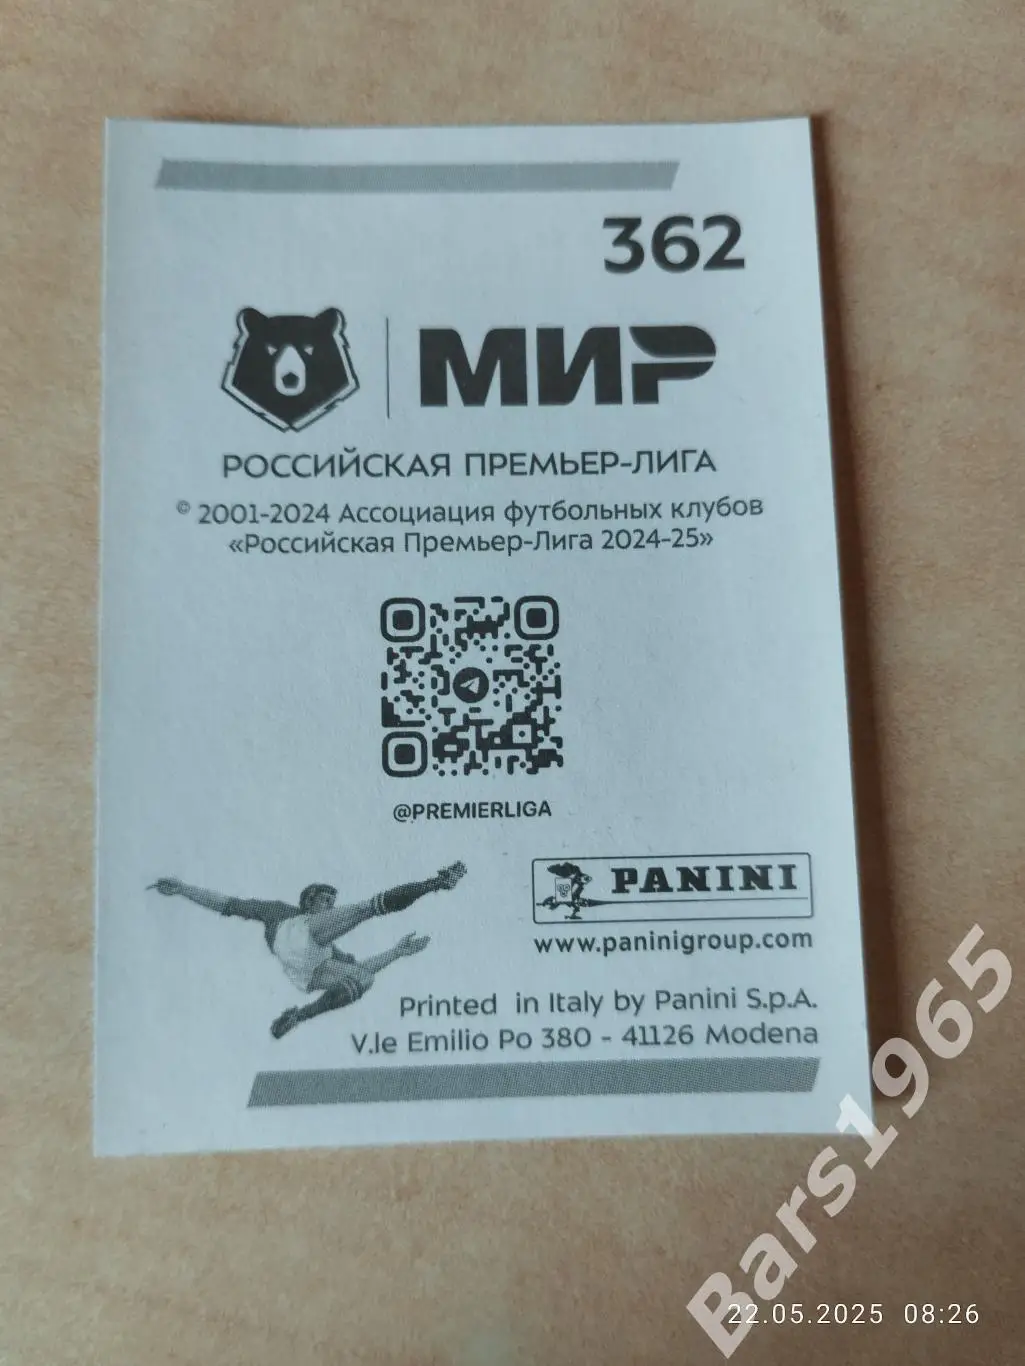 362
МИР
РОССИЙСКАЯ ПРЕМЬЕР-ЛИГА
© 2001-2024 Ассоциация футбольных клубов
«Российская Премьер-Лига 2024-25»
@PREMIERLIGA
PANINI
www.paninigroup.com
Printed in Italy by Panini S.p.A.
V.le Emilio Po 380 - 41126 Modena
Bars1965
22.05.2025 08:26